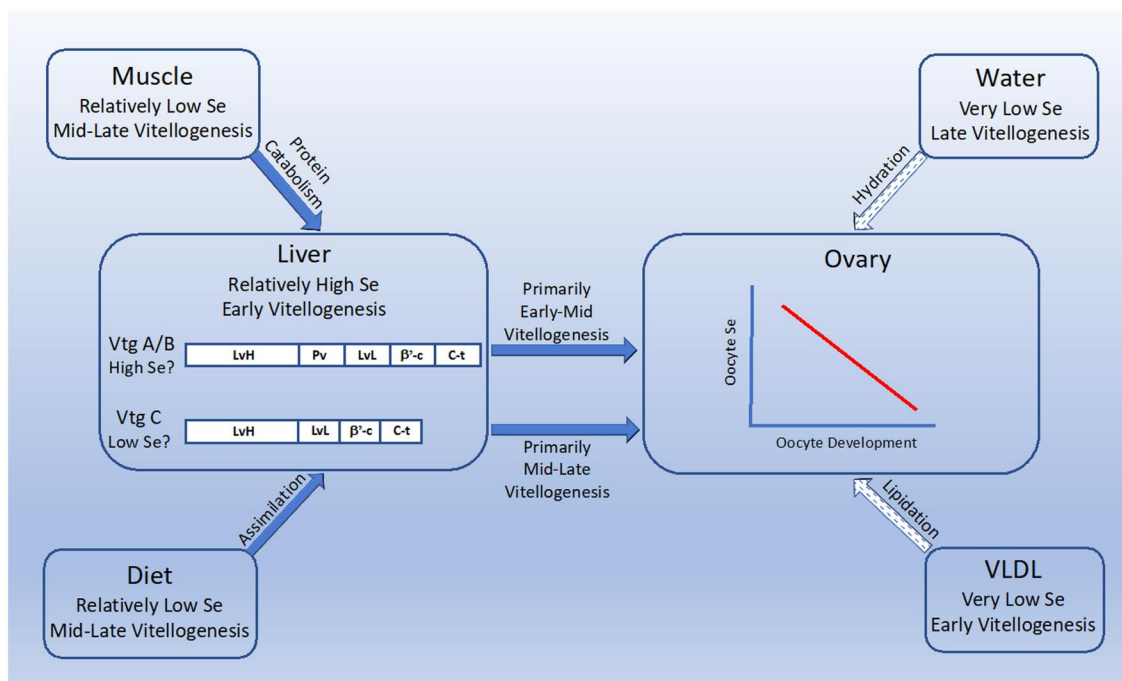 Muscle
Relatively Low Se
Mid-Late Vitellogenesis
Protein
Catabolism
Water
Very Low Se
Late Vitellogenesis
Hydration
Liver
Relatively High Se
Early Vitellogenesis
Vtg A/B
High Se?
LvH Pv LvL β’-c C-t
Vtg C
Low Se?
LvH LvL β’-c C-t
Primarily
Early-Mid
Vitellogenesis
Primarily
Mid-Late
Vitellogenesis
Ovary
Oocyte Se
Oocyte Development
Assimilation
Diet
Relatively Low Se
Mid-Late Vitellogenesis
Lipidation
VLDL
Very Low Se
Early Vitellogenesis